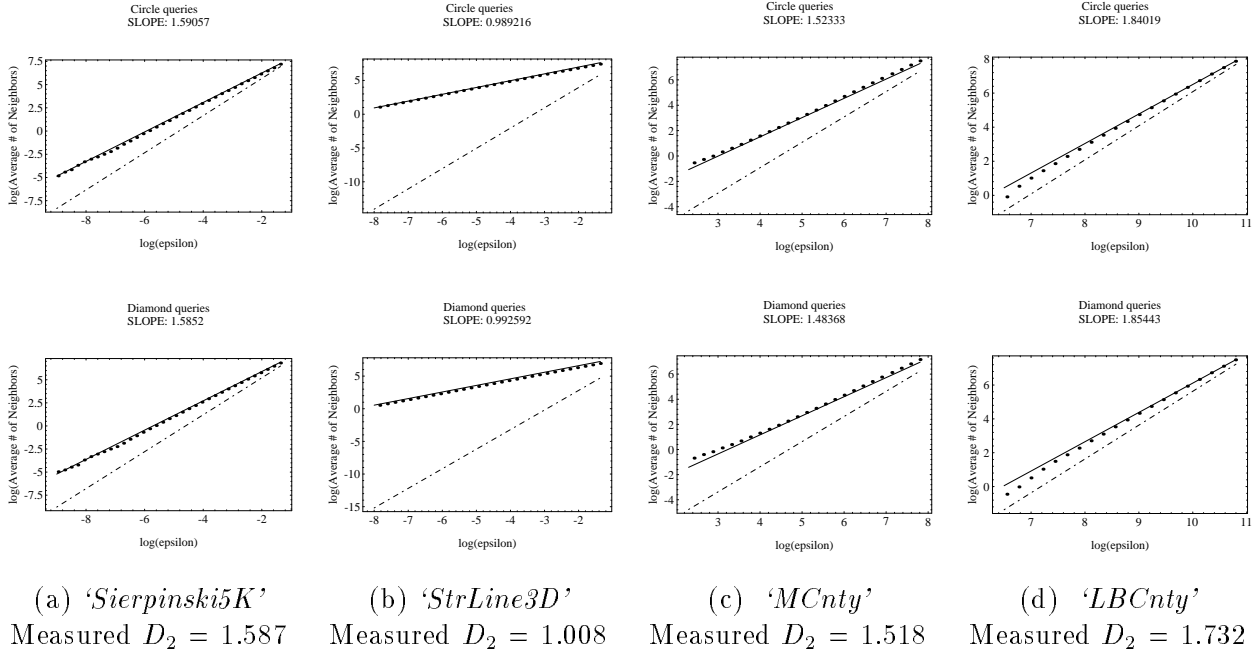 Circle queries
SLOPE: 1.59057
7.5
5
2.5
0
-2.5
-5
-7.5
log(Average # of Neighbors)
-8
-6
-4
-2
log(epsilon)
Circle queries
SLOPE: 0.989216
5
0
-5
-10
log(Average # of Neighbors)
-8
-7
-6
-5
-4
-3
-2
log(epsilon)
Circle queries
SLOPE: 1.52333
6
4
2
0
-2
-4
log(Average # of Neighbors)
3
4
5
6
7
8
log(epsilon)
Circle queries
SLOPE: 1.84019
8
6
4
2
0
log(Average # of Neighbors)
7
8
9
10
11
log(epsilon)
Diamond queries
SLOPE: 1.5852
5
2.5
0
-2.5
-5
-7.5
log(Average # of Neighbors)
-8
-6
-4
-2
log(epsilon)
Diamond queries
SLOPE: 0.992592
5
0
-5
-10
-15
log(Average # of Neighbors)
-8
-7
-6
-5
-4
-3
-2
log(epsilon)
Diamond queries
SLOPE: 1.48368
6
4
2
0
-2
-4
log(Average # of Neighbors)
3
4
5
6
7
8
log(epsilon)
Diamond queries
SLOPE: 1.85443
6
4
2
0
log(Average # of Neighbors)
7
8
9
10
11
log(epsilon)
(a) ‘Sierpinski5K’
Measured D₂ = 1.587
(b) ‘StrLine3D’
Measured D₂ = 1.008
(c) ‘MCnty’
Measured D₂ = 1.518
(d) ‘LBCnty’
Measured D₂ = 1.732